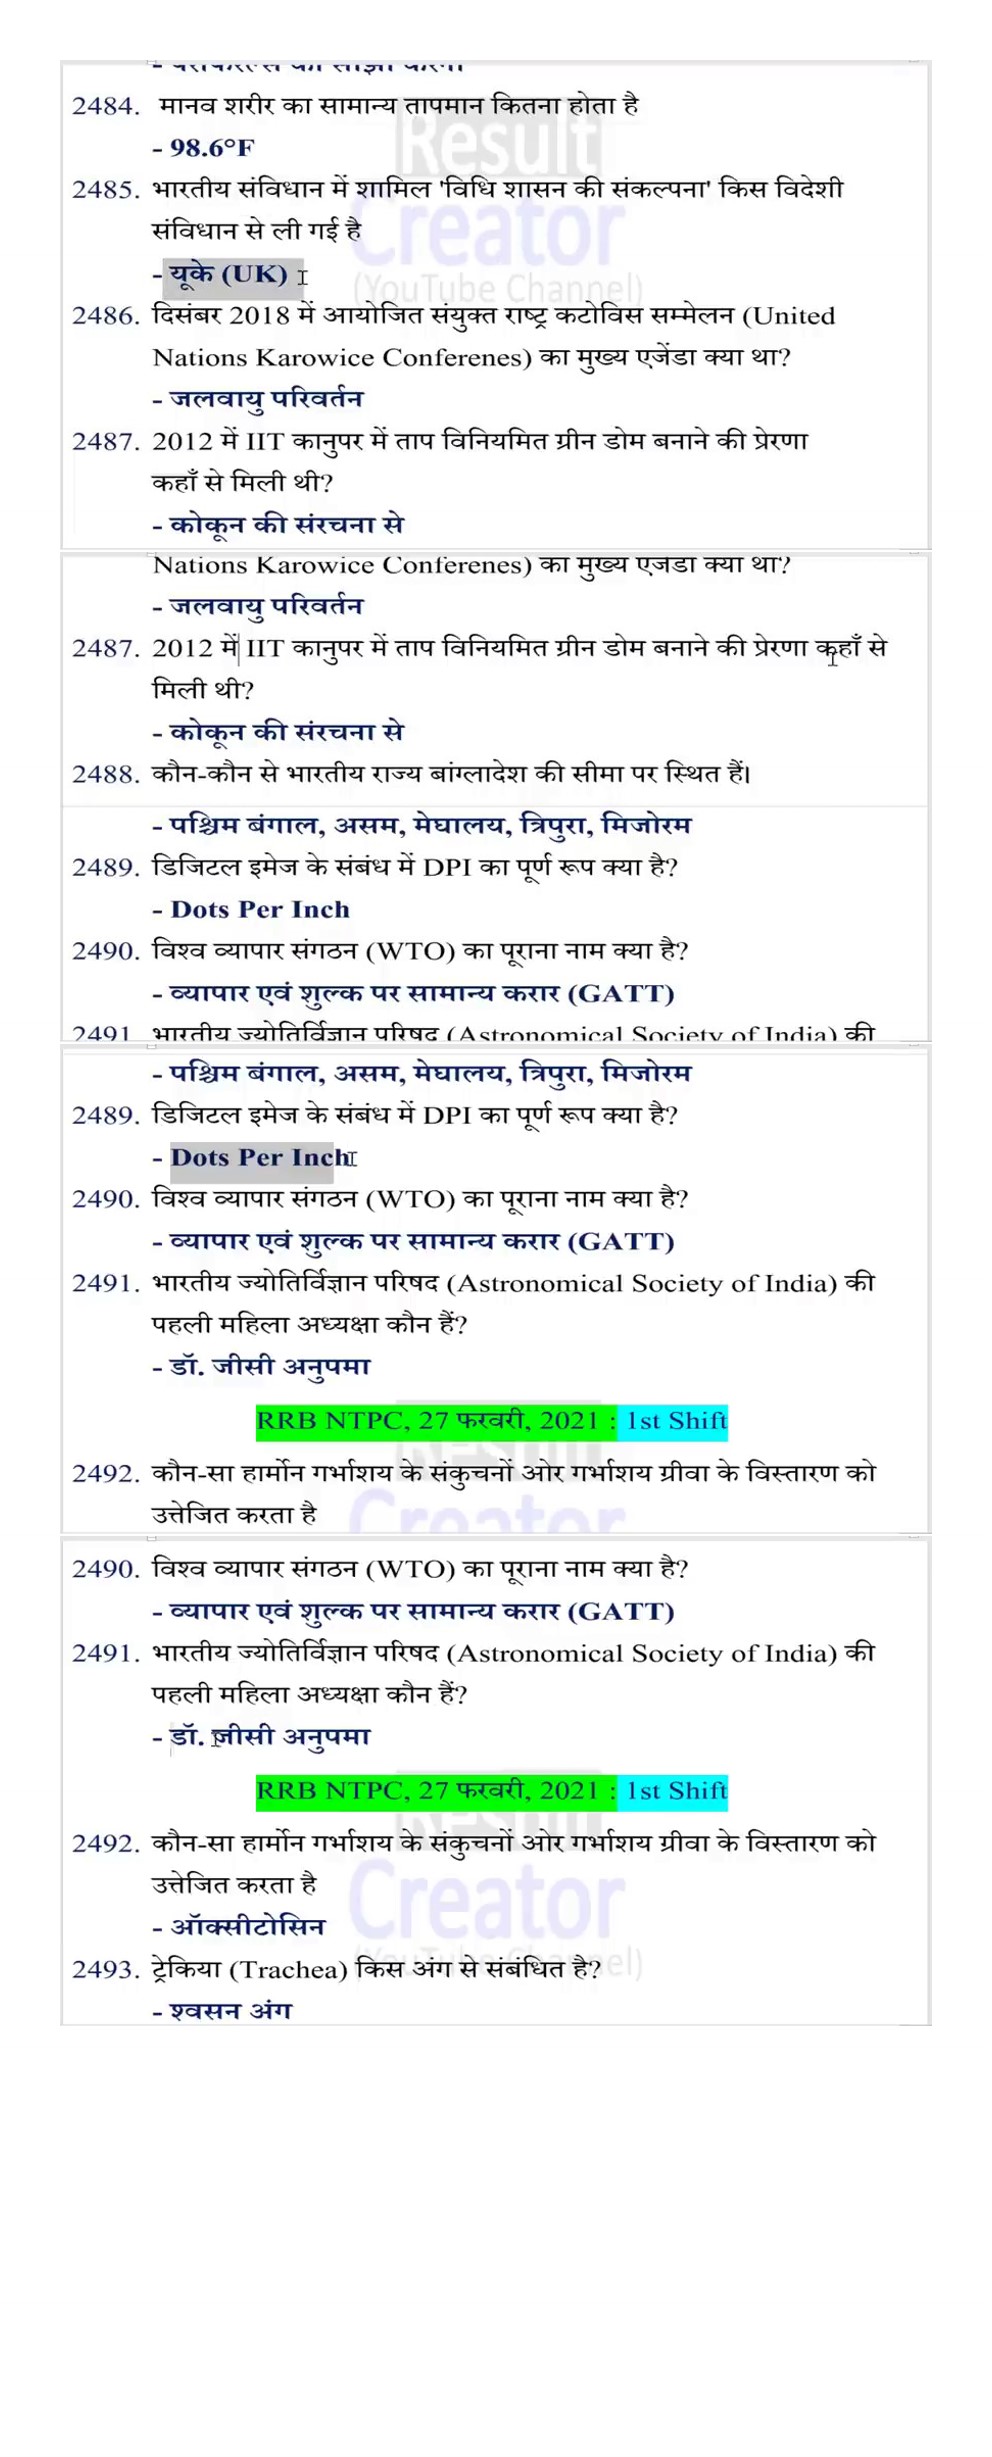 - वैराकिल्स का साझा करना
2484. मानव शरीर का सामान्य तापमान कितना होता है
- 98.6°F
2485. भारतीय संविधान में शामिल 'विधि शासन की संकल्पना' किस विदेशी
संविधान से ली गई है
- यूके (UK)
2486. दिसंबर 2018 में आयोजित संयुक्त राष्ट्र कटोविस सम्मेलन (United
Nations Karowice Conferenes) का मुख्य एजेंडा क्या था?
- जलवायु परिवर्तन
2487. 2012 में IIT कानुपर में ताप विनियमित ग्रीन डोम बनाने की प्रेरणा
कहाँ से मिली थी?
- कोकून की संरचना से
Result
Creator
(YouTube Channel)
Nations Karowice Conferenes) का मुख्य एजेंडा क्या था?
- जलवायु परिवर्तन
2487. 2012 में IIT कानुपर में ताप विनियमित ग्रीन डोम बनाने की प्रेरणा कहाँ से
मिली थी?
- कोकून की संरचना से
2488. कौन-कौन से भारतीय राज्य बांग्लादेश की सीमा पर स्थित हैं।
- पश्चिम बंगाल, असम, मेघालय, त्रिपुरा, मिजोरम
2489. डिजिटल इमेज के संबंध में DPI का पूर्ण रूप क्या है?
- Dots Per Inch
2490. विश्व व्यापार संगठन (WTO) का पूराना नाम क्या है?
- व्यापार एवं शुल्क पर सामान्य करार (GATT)
2491 भारतीय ज्योतिर्विज्ञान परिषद (Astronomical Society of India) की
- पश्चिम बंगाल, असम, मेघालय, त्रिपुरा, मिजोरम
2489. डिजिटल इमेज के संबंध में DPI का पूर्ण रूप क्या है?
- Dots Per Inch
2490. विश्व व्यापार संगठन (WTO) का पूराना नाम क्या है?
- व्यापार एवं शुल्क पर सामान्य करार (GATT)
2491. भारतीय ज्योतिर्विज्ञान परिषद (Astronomical Society of India) की
पहली महिला अध्यक्षा कौन हैं?
- डॉ. जीसी अनुपमा
RRB NTPC, 27 फरवरी, 2021 : 1st Shift
2492. कौन-सा हार्मोन गर्भाशय के संकुचनों ओर गर्भाशय ग्रीवा के विस्तारण को
उत्तेजित करता है
2490. विश्व व्यापार संगठन (WTO) का पूराना नाम क्या है?
- व्यापार एवं शुल्क पर सामान्य करार (GATT)
2491. भारतीय ज्योतिर्विज्ञान परिषद (Astronomical Society of India) की
पहली महिला अध्यक्षा कौन हैं?
- डॉ. जीसी अनुपमा
RRB NTPC, 27 फरवरी, 2021 : 1st Shift
2492. कौन-सा हार्मोन गर्भाशय के संकुचनों ओर गर्भाशय ग्रीवा के विस्तारण को
उत्तेजित करता है
- ऑक्सीटोसिन
2493. ट्रेकिया (Trachea) किस अंग से संबंधित है?
- श्वसन अंग
Creator